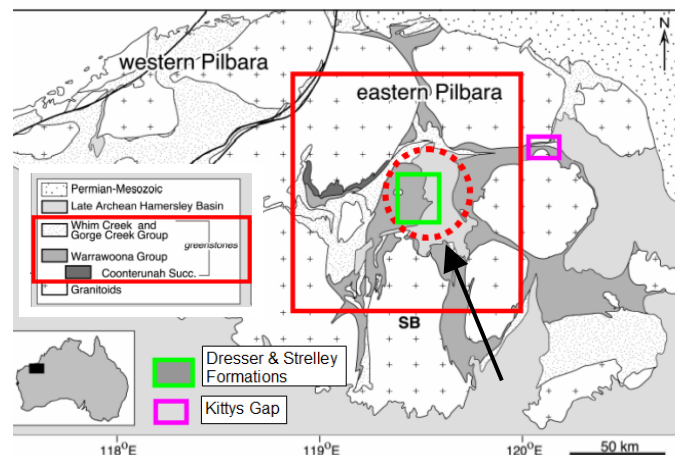 N
western Pilbara
eastern Pilbara
Permian-Mesozoic
Late Archean Hamersley Basin
Whim Creek and
Gorge Creek Group
greenstones
Warrawoona Group
Coonterunah Succ.
Granitoids
SB
Dresser & Strelley
Formations
Kittys Gap
118°E
119°E
120°E
50 km